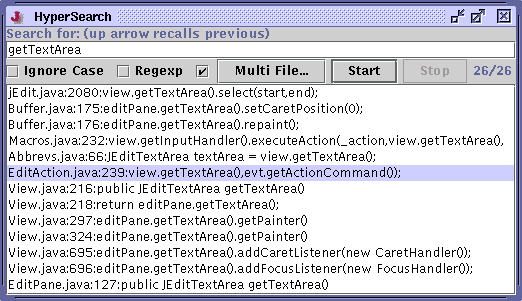 HyperSearch
Search for: (up arrow recalls previous)
getTextArea
Ignore Case Regexp Multi File... Start Stop 26/26
jEdit.java:2080:view.getTextArea().select(start,end);
Buffer.java:175:editPane.getTextArea().setCaretPosition(0);
Buffer.java:176:editPane.getTextArea().repaint();
Macros.java:232:view.getInputHandler().executeAction(_action,view.getTextArea(),
Abbrevs.java:66:JEditTextArea textArea = view.getTextArea();
EditAction.java:239:view.getTextArea(),evt.getActionCommand());
View.java:216:public JEditTextArea getTextArea()
View.java:218:return editPane.getTextArea();
View.java:297:editPane.getTextArea().getPainter()
View.java:324:editPane.getTextArea().getPainter()
View.java:695:editPane.getTextArea().addCaretListener(new CaretHandler());
View.java:696:editPane.getTextArea().addFocusListener(new FocusHandler());
EditPane.java:127:public JEditTextArea getTextArea()